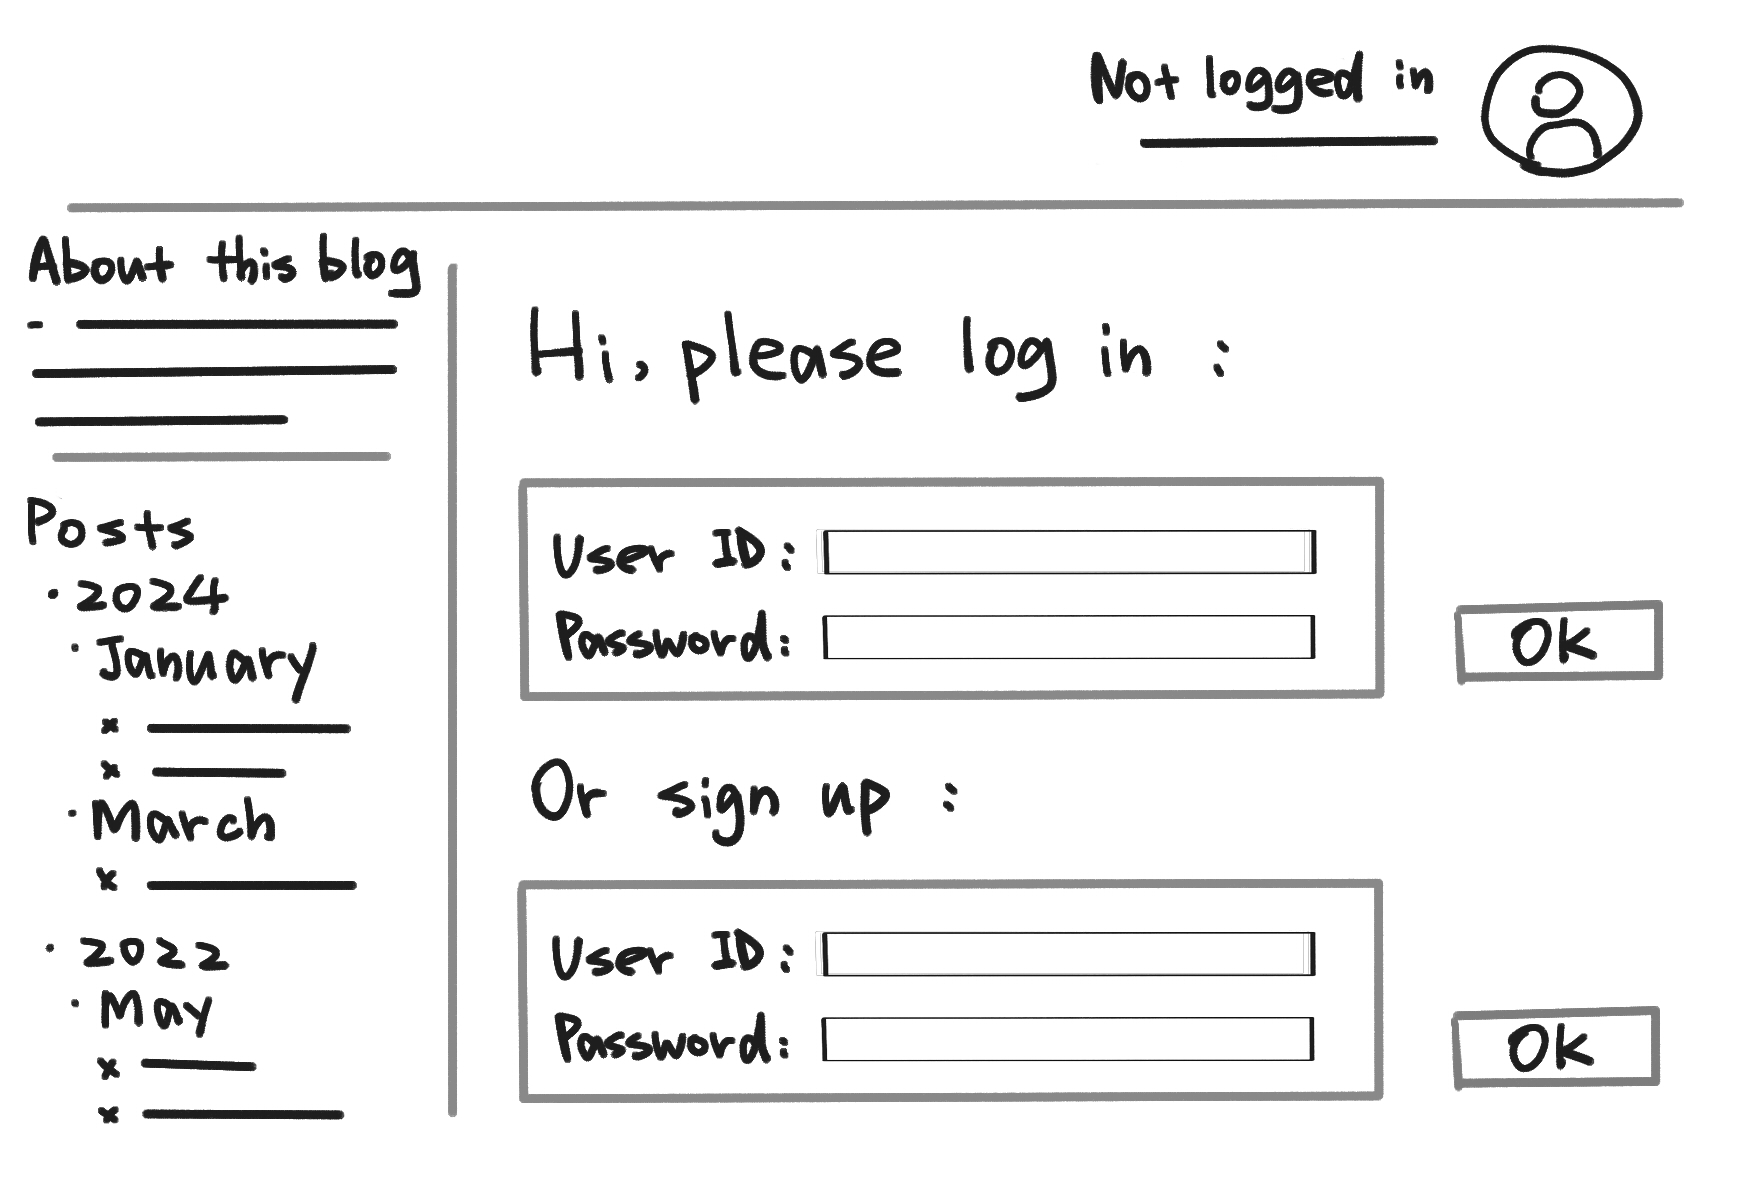 Not logged in
About this blog
Posts
· 2024
· January
x
x
· March
x
· 2022
· May
x
x
Hi, please log in :
User ID:
Password:
OK
Or sign up :
User ID:
Password:
OK